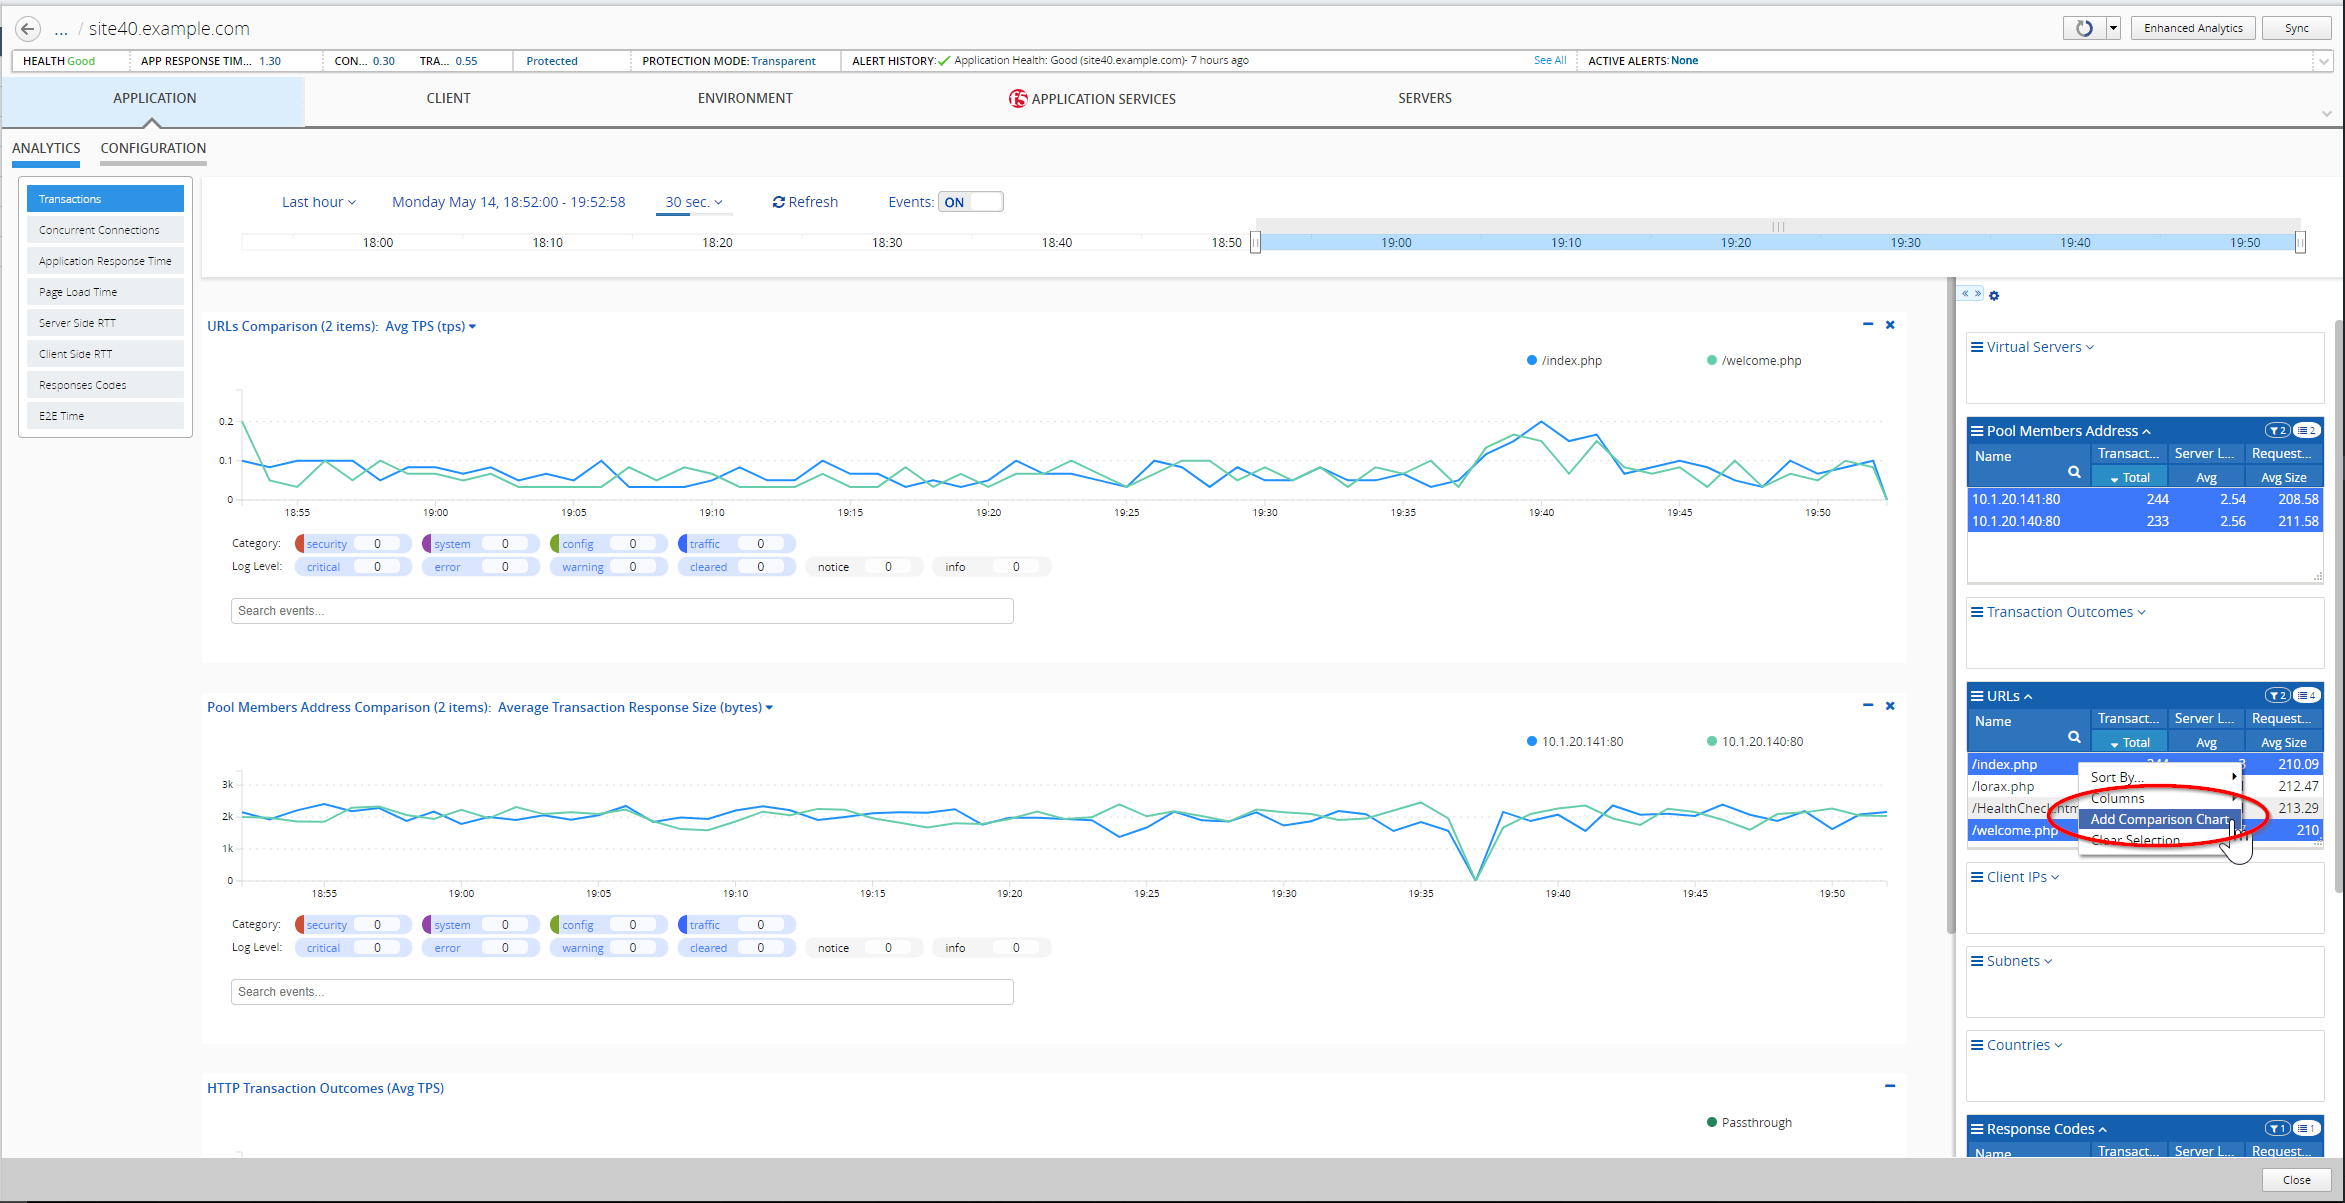 ... / site40.example.com
Enhanced Analytics
Sync
HEALTH Good
APP RESPONSE TIM... 1.30
CON... 0.30
TRA... 0.55
Protected
PROTECTION MODE: Transparent
ALERT HISTORY: Application Health: Good (site40.example.com)- 7 hours ago
See All
ACTIVE ALERTS: None
APPLICATION
CLIENT
ENVIRONMENT
f5 APPLICATION SERVICES
SERVERS
ANALYTICS
CONFIGURATION
Transactions
Concurrent Connections
Application Response Time
Page Load Time
Server Side RTT
Client Side RTT
Responses Codes
E2E Time
Last hour
Monday May 14, 18:52:00 - 19:52:58
30 sec.
Refresh
Events: ON
18:00 18:10 18:20 18:30 18:40 18:50 19:00 19:10 19:20 19:30 19:40 19:50
URLs Comparison (2 items): Avg TPS (tps)
/index.php
/welcome.php
0.2
0.1
0
18:55 19:00 19:05 19:10 19:15 19:20 19:25 19:30 19:35 19:40 19:45 19:50
Category: security 0 system 0 config 0 traffic 0
Log Level: critical 0 error 0 warning 0 cleared 0 notice 0 info 0
Search events...
Pool Members Address Comparison (2 items): Average Transaction Response Size (bytes)
10.1.20.141:80
10.1.20.140:80
3k
2k
1k
0
18:55 19:00 19:05 19:10 19:15 19:20 19:25 19:30 19:35 19:40 19:45 19:50
Category: security 0 system 0 config 0 traffic 0
Log Level: critical 0 error 0 warning 0 cleared 0 notice 0 info 0
Search events...
HTTP Transaction Outcomes (Avg TPS)
Passthrough
« »
Virtual Servers
Pool Members Address 2 2
Name Transact... Server L... Request...
Total Avg Avg Size
10.1.20.141:80 244 2.54 208.58
10.1.20.140:80 233 2.56 211.58
Transaction Outcomes
URLs 2 4
Name Transact... Server L... Request...
Total Avg Avg Size
/index.php 210.09
/lorax.php 212.47
/HealthCheck.htm 213.29
/welcome.php 210
Sort By...
Columns
Add Comparison Chart
Clear Selection
Client IPs
Subnets
Countries
Response Codes 1 1
Name Transact... Server L... Request...
Close